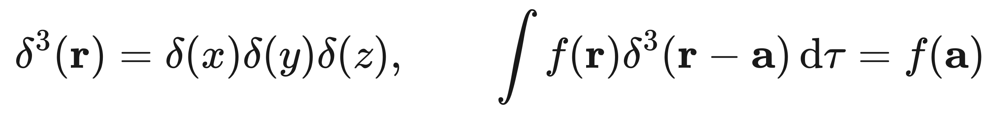 δ³(𝐫) = δ(x)δ(y)δ(z), ∫ f(𝐫)δ³(𝐫 − 𝐚) dτ = f(𝐚)